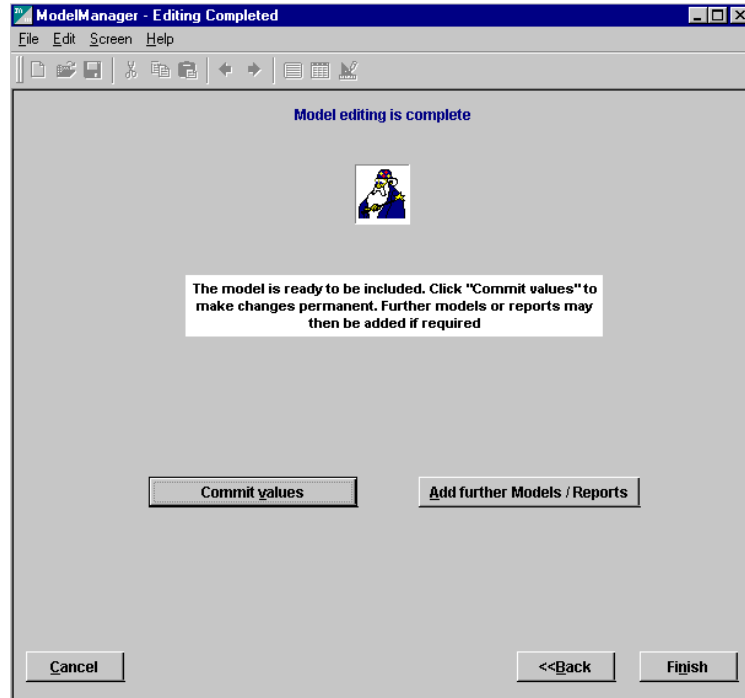 ModelManager - Editing Completed
File Edit Screen Help
Model editing is complete
The model is ready to be included. Click "Commit values" to
make changes permanent. Further models or reports may
then be added if required
Commit values
Add further Models / Reports
Cancel
<<Back
Finish